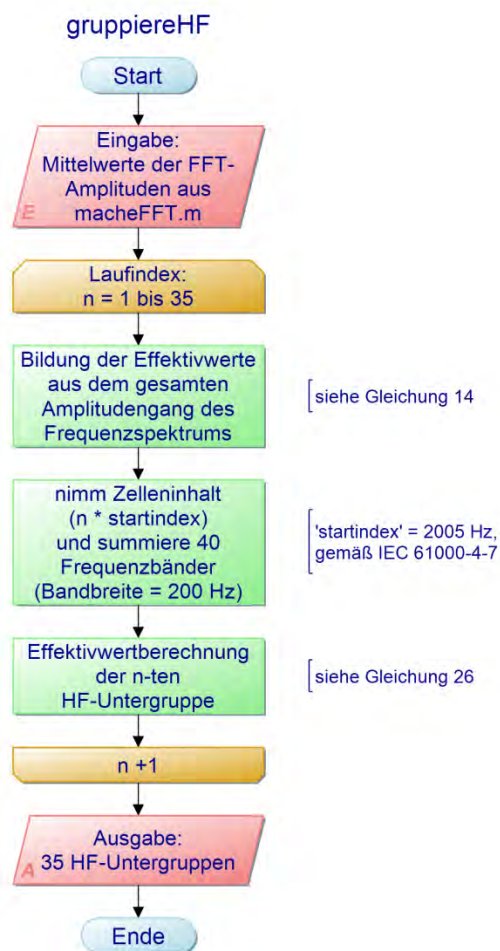 gruppiereHF
Start
Eingabe:
Mittelwerte der FFT-
Amplituden aus
macheFFT.m
E
Laufindex:
n = 1 bis 35
Bildung der Effektivwerte
aus dem gesamten
Amplitudengang des
Frequenzspektrums
siehe Gleichung 14
nimm Zelleninhalt
(n * startindex)
und summiere 40
Frequenzbänder
(Bandbreite = 200 Hz)
'startindex' = 2005 Hz,
gemäß IEC 61000-4-7
Effektivwertberechnung
der n-ten
HF-Untergruppe
siehe Gleichung 26
n +1
Ausgabe:
35 HF-Untergruppen
A
Ende